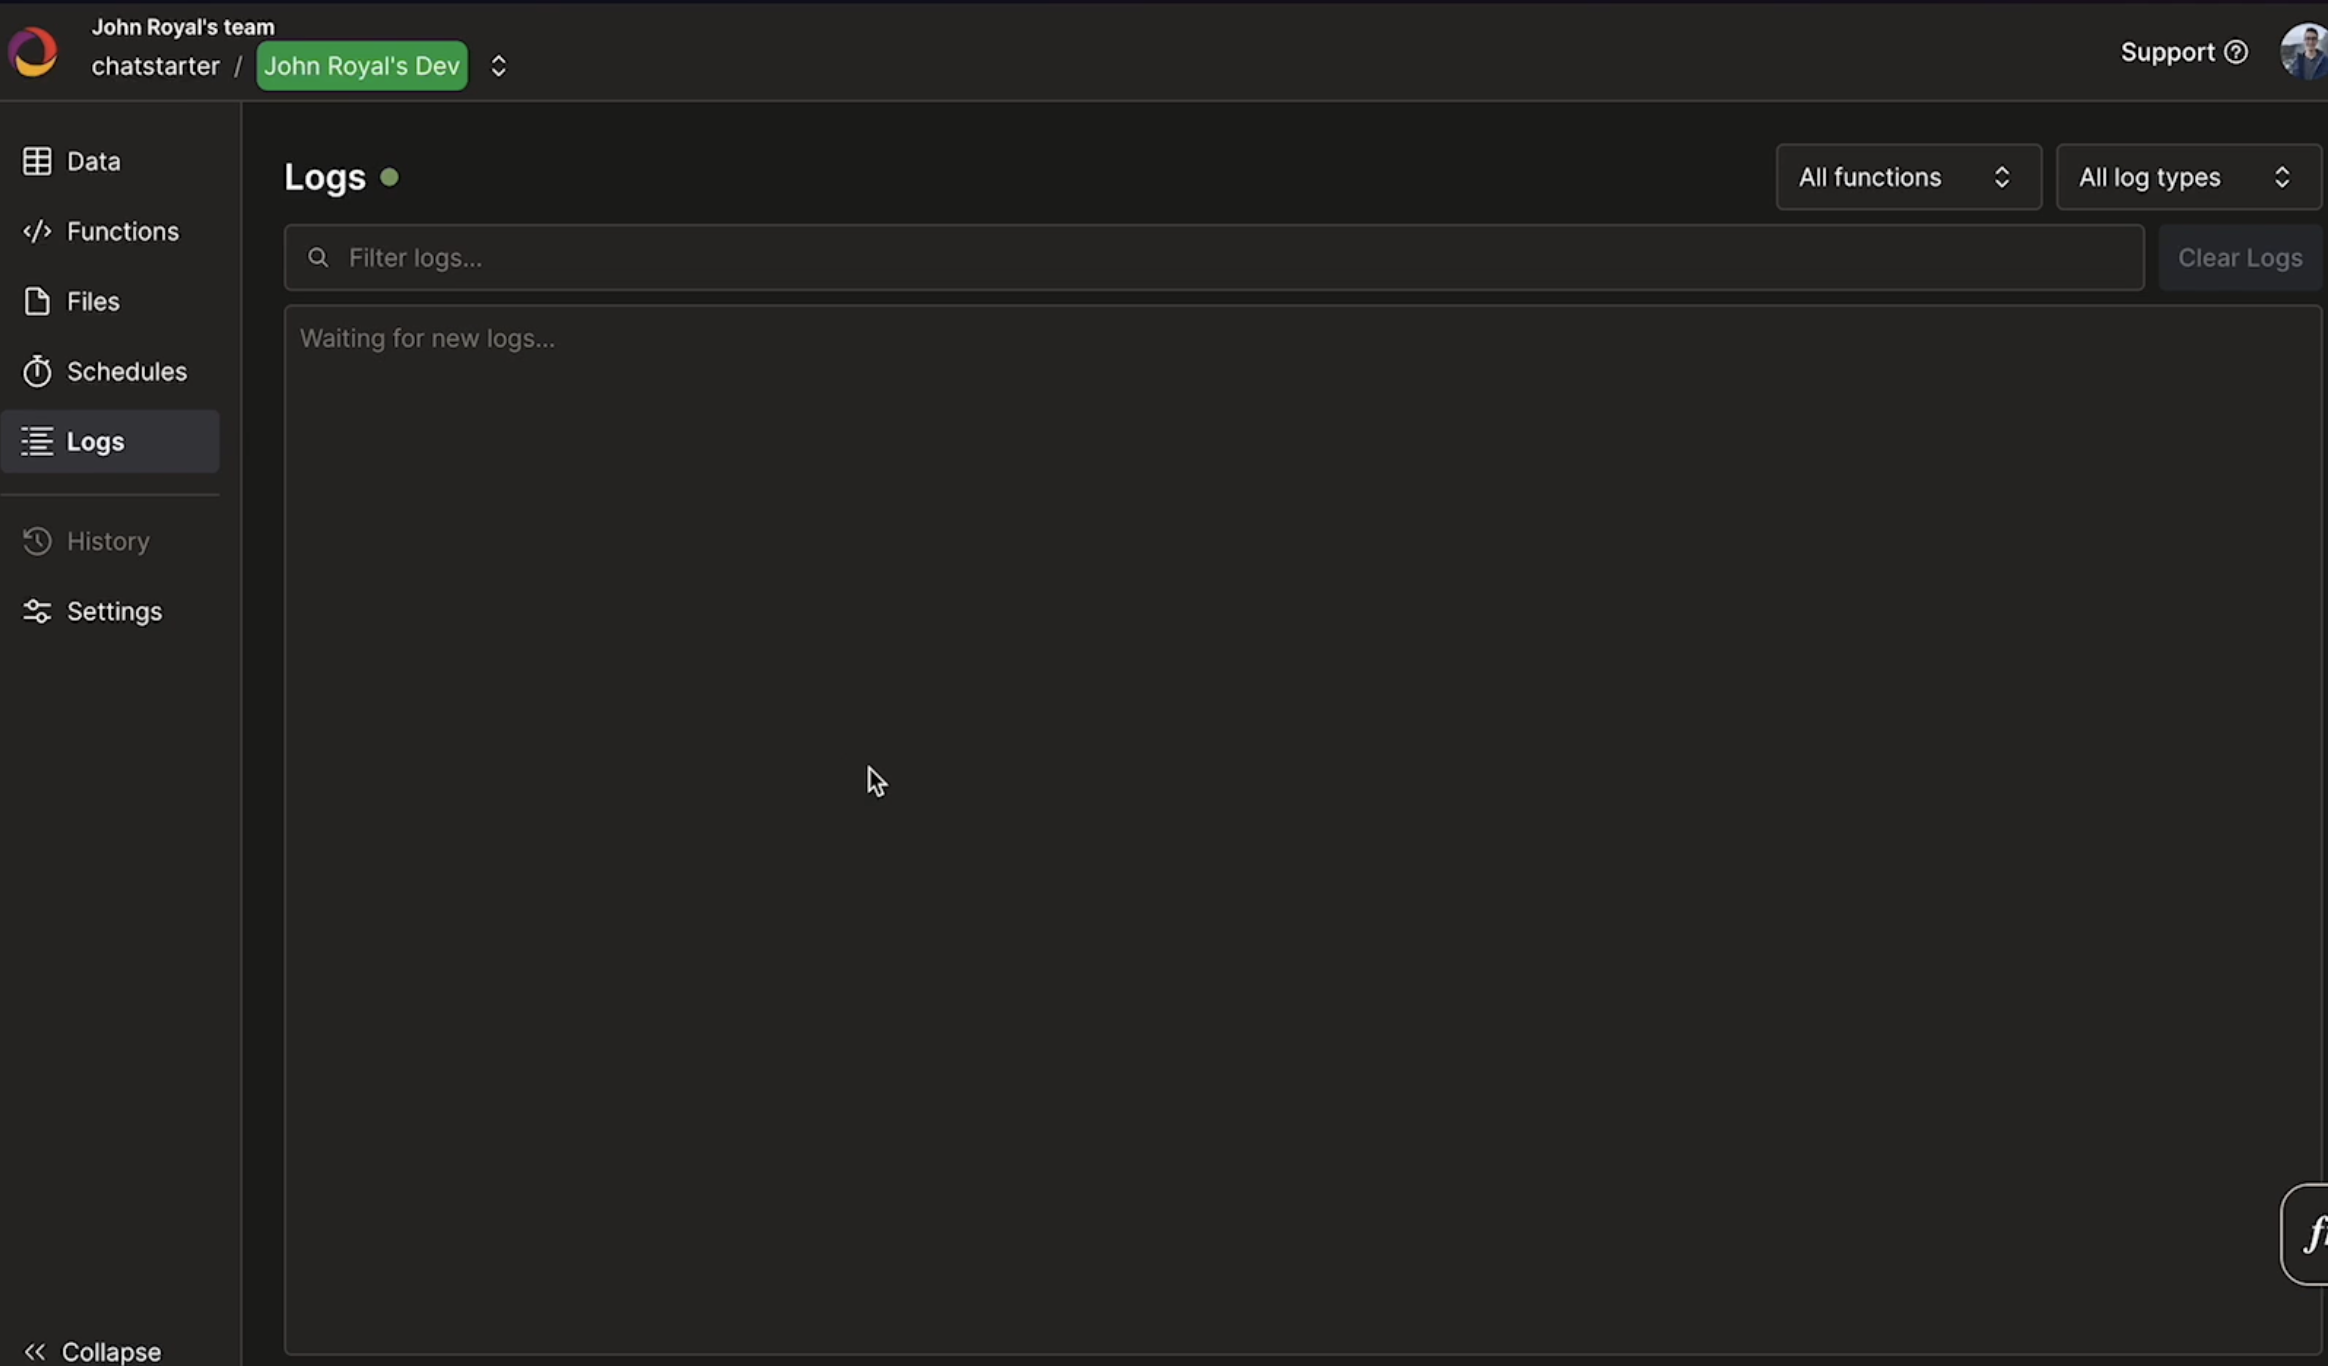 John Royal's team
chatstarter / John Royal's Dev
Support
Data
Functions
Files
Schedules
Logs
History
Settings
Collapse
Logs
All functions
All log types
Filter logs...
Clear Logs
Waiting for new logs...